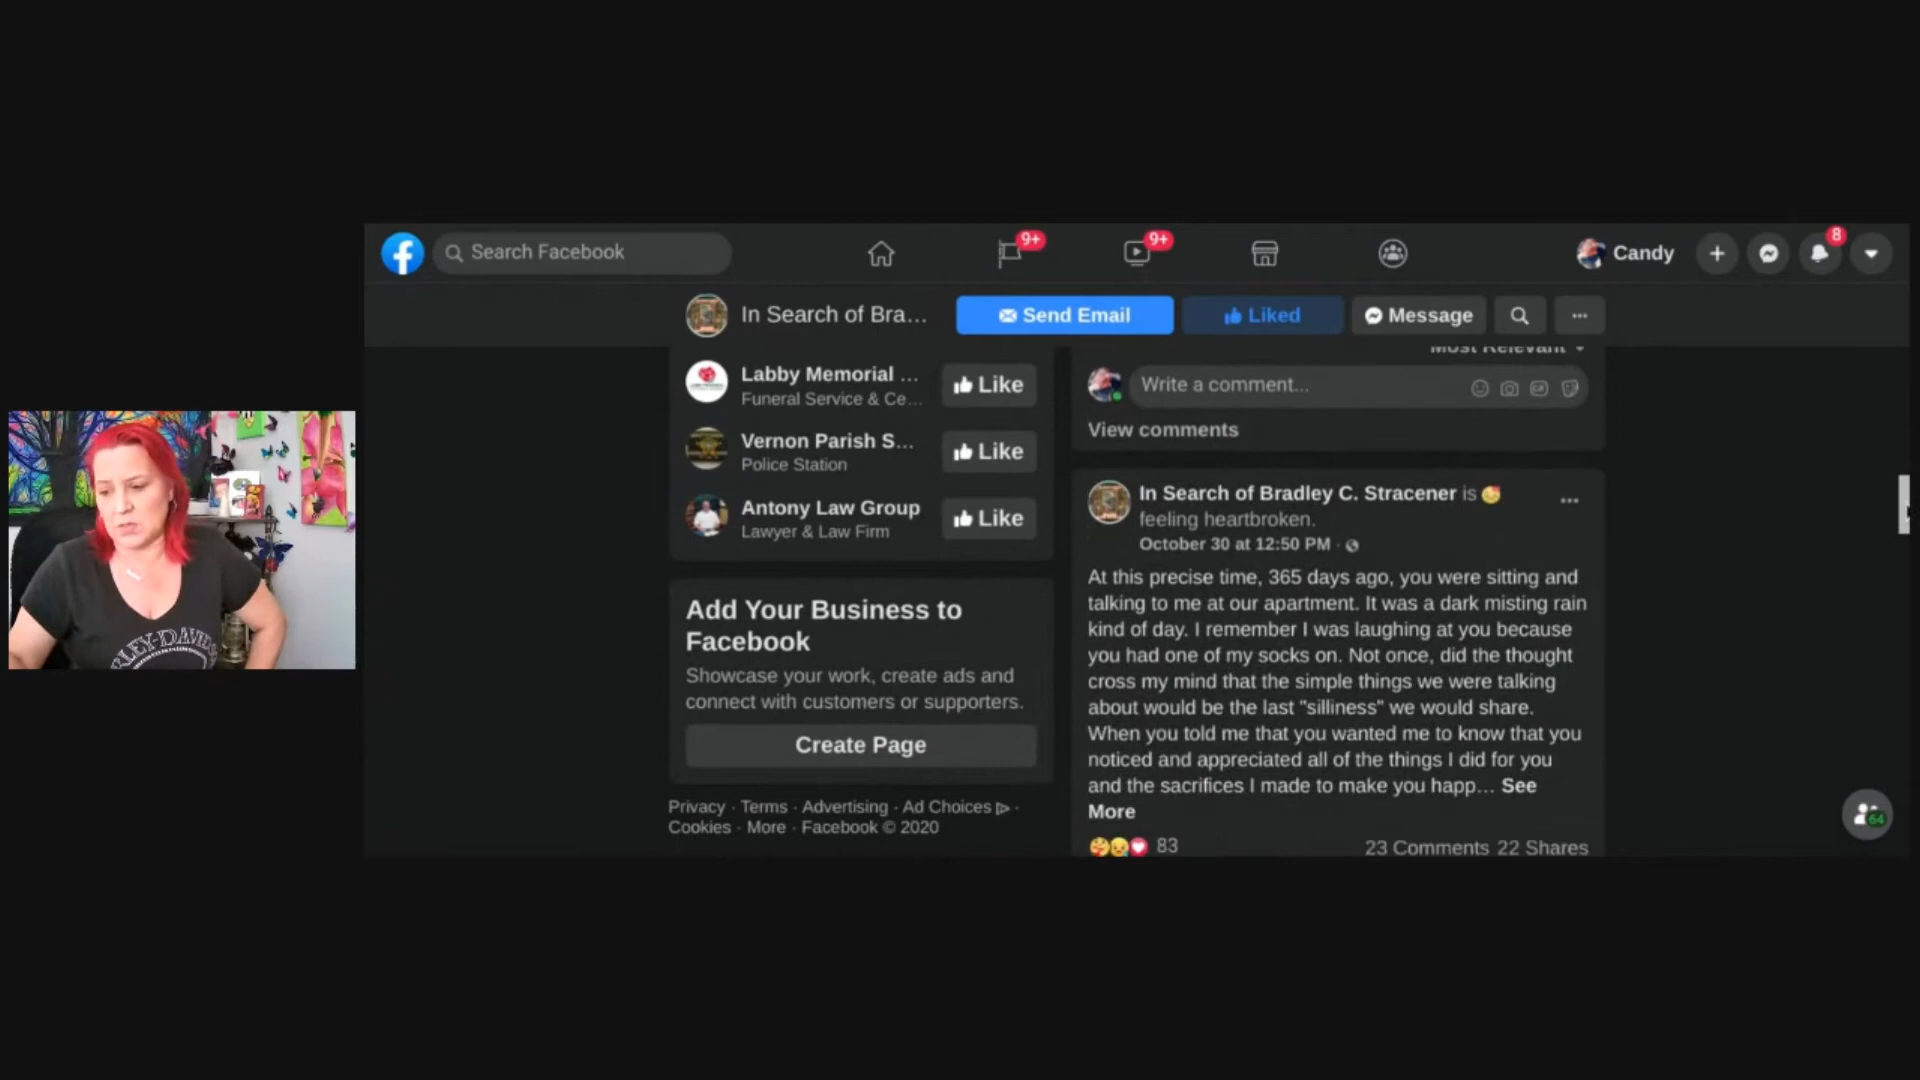 Search Facebook
9+
9+
Candy
8
In Search of Bra...
Send Email
Liked
Message
Most Relevant
Labby Memorial ...
Funeral Service & Ce...
Like
Vernon Parish S...
Police Station
Like
Antony Law Group
Lawyer & Law Firm
Like
Add Your Business to
Facebook
Showcase your work, create ads and
connect with customers or supporters.
Create Page
Privacy · Terms · Advertising · Ad Choices ·
Cookies · More · Facebook © 2020
Write a comment...
GIF
View comments
In Search of Bradley C. Stracener is
feeling heartbroken.
October 30 at 12:50 PM ·
At this precise time, 365 days ago, you were sitting and
talking to me at our apartment. It was a dark misting rain
kind of day. I remember I was laughing at you because
you had one of my socks on. Not once, did the thought
cross my mind that the simple things we were talking
about would be the last "silliness" we would share.
When you told me that you wanted me to know that you
noticed and appreciated all of the things I did for you
and the sacrifices I made to make you happ... See
More
83
23 Comments 22 Shares
64